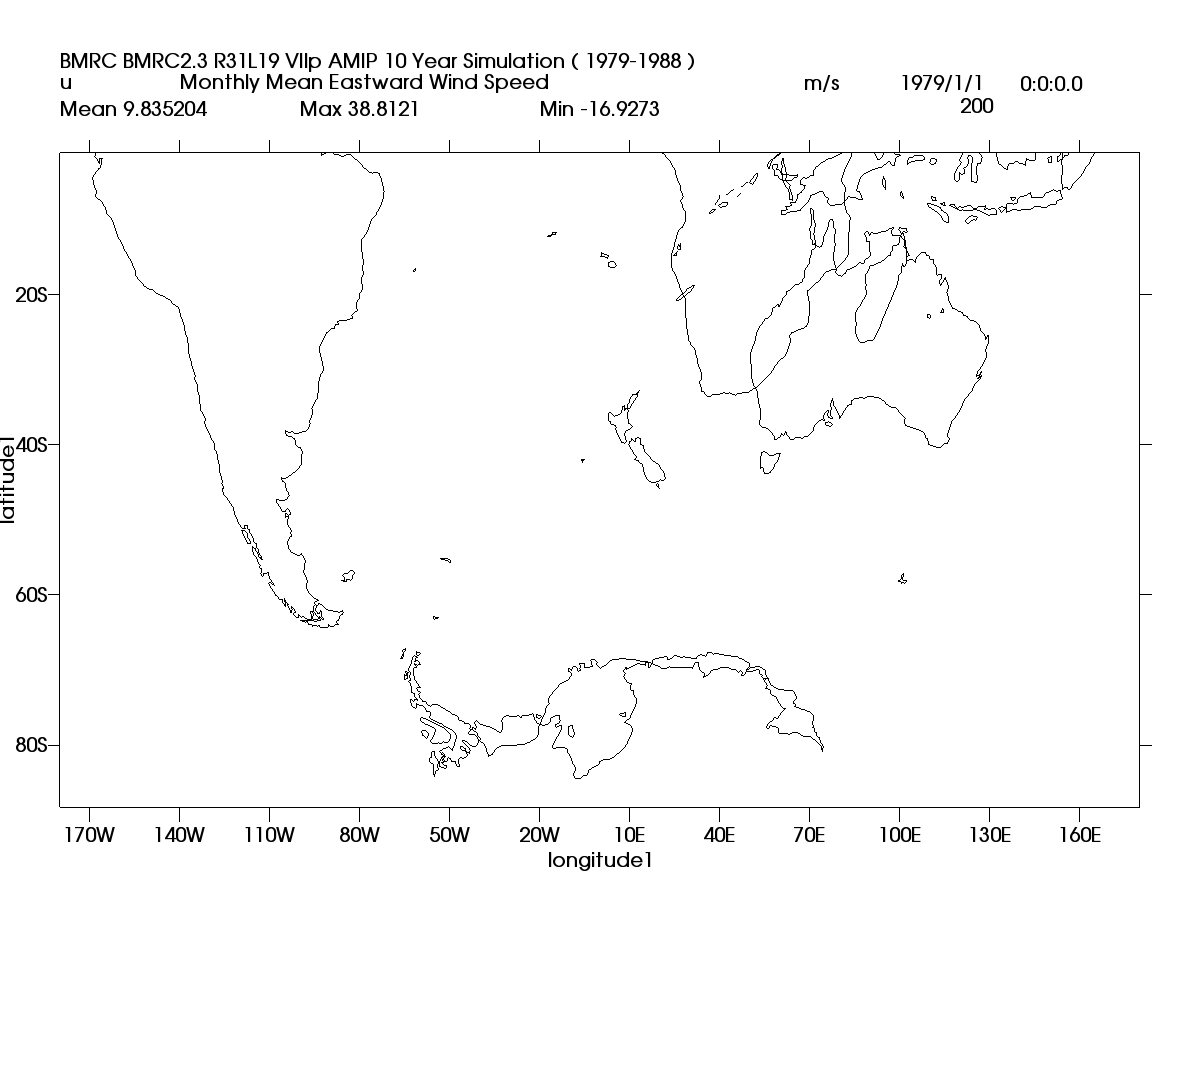 BMRC BMRC2.3 R31L19 VIIp AMIP 10 Year Simulation ( 1979-1988 )
u Monthly Mean Eastward Wind Speed m/s 1979/1/1 0:0:0.0
Mean 9.835204 Max 38.8121 Min -16.9273 200
20S
40S
latitude1
60S
80S
170W 140W 110W 80W 50W 20W 10E 40E 70E 100E 130E 160E
longitude1